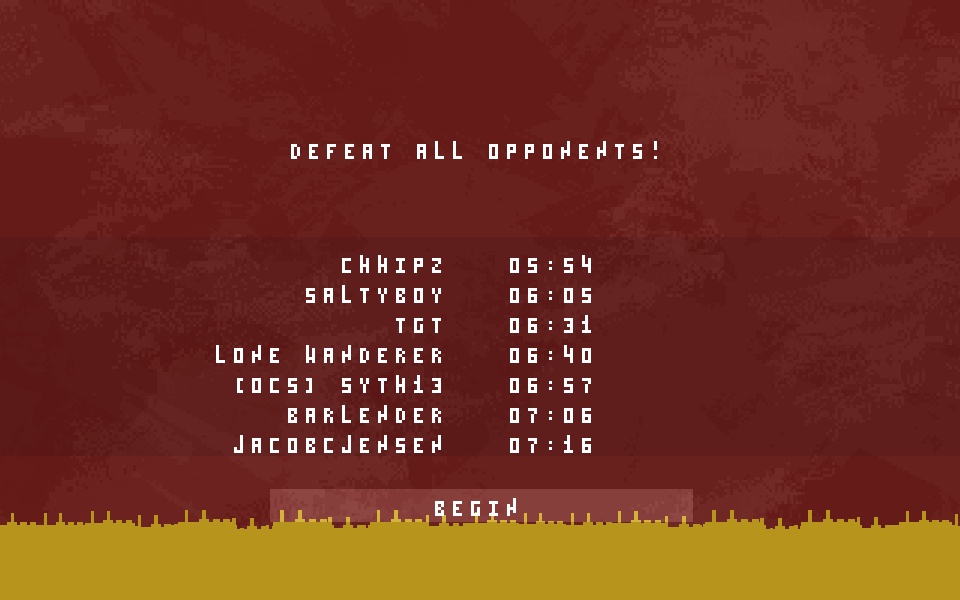 DEFEAT ALL OPPONENTS!
CHHIPZ 05:54
SALTYBOY 06:05
TGT 06:31
LONE WANDERER 06:40
[OCS] SYTH13 06:57
BARLENDER 07:06
JACOBCJENSEN 07:16
BEGIN